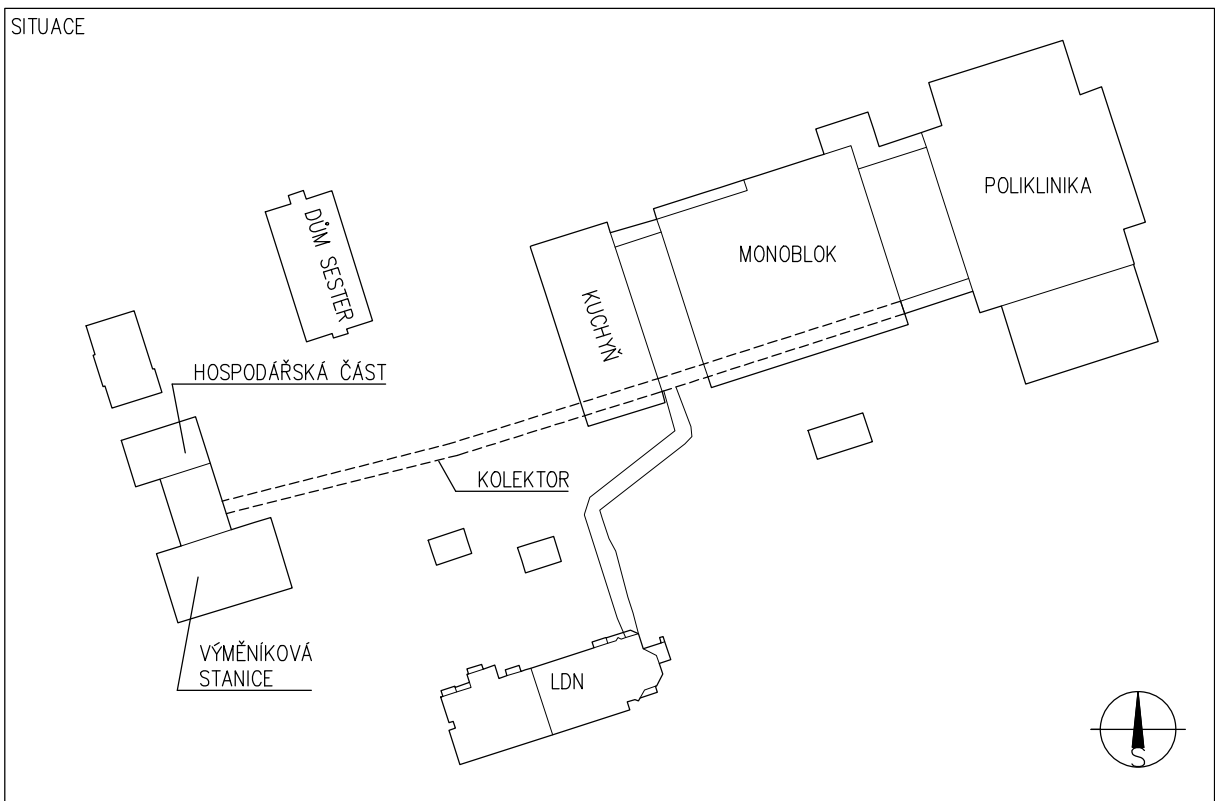 SITUACE
POLIKLINIKA
DŮM SESTER
MONOBLOK
KUCHYŇ
HOSPODÁŘSKÁ ČÁST
KOLEKTOR
VÝMĚNÍKOVÁ
STANICE
LDN
S